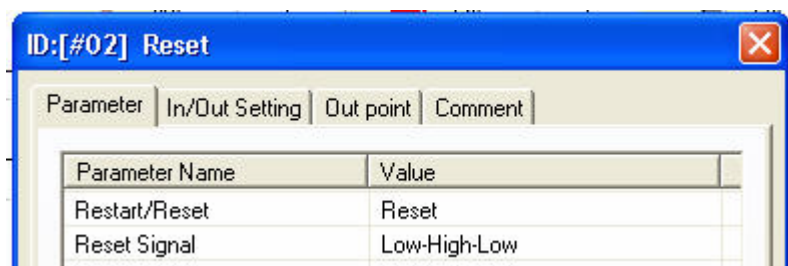 ID:[#02] Reset
Parameter In/Out Setting Out point Comment
Parameter Name Value
Restart/Reset Reset
Reset Signal Low-High-Low